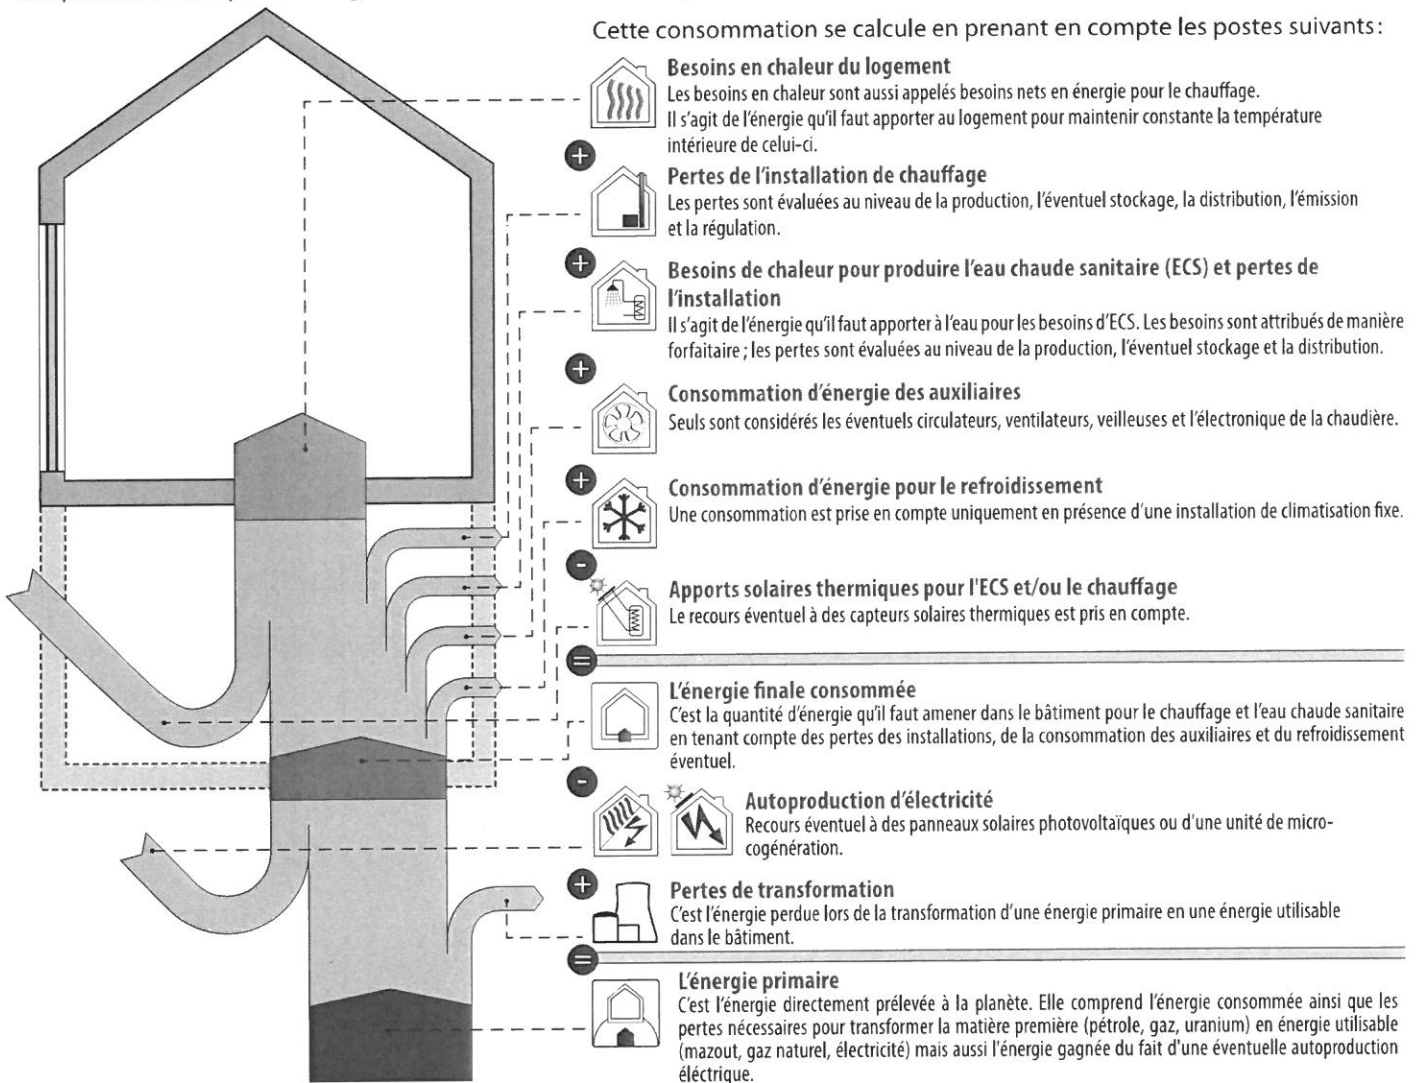 Cette consommation se calcule en prenant en compte les postes suivants:
Besoins en chaleur du logement
Les besoins en chaleur sont aussi appelés besoins nets en énergie pour le chauffage.
Il s'agit de l'énergie qu'il faut apporter au logement pour maintenir constante la température
intérieure de celui-ci.
+
Pertes de l'installation de chauffage
Les pertes sont évaluées au niveau de la production, l'éventuel stockage, la distribution, l'émission
et la régulation.
+
Besoins de chaleur pour produire l'eau chaude sanitaire (ECS) et pertes de
l'installation
Il s'agit de l'énergie qu'il faut apporter à l'eau pour les besoins d'ECS. Les besoins sont attribués de manière
forfaitaire ; les pertes sont évaluées au niveau de la production, l'éventuel stockage et la distribution.
+
Consommation d'énergie des auxiliaires
Seuls sont considérés les éventuels circulateurs, ventilateurs, veilleuses et l'électronique de la chaudière.
+
Consommation d'énergie pour le refroidissement
Une consommation est prise en compte uniquement en présence d'une installation de climatisation fixe.
-
Apports solaires thermiques pour l'ECS et/ou le chauffage
Le recours éventuel à des capteurs solaires thermiques est pris en compte.
=
L'énergie finale consommée
C'est la quantité d'énergie qu'il faut amener dans le bâtiment pour le chauffage et l'eau chaude sanitaire
en tenant compte des pertes des installations, de la consommation des auxiliaires et du refroidissement
éventuel.
-
Autoproduction d'électricité
Recours éventuel à des panneaux solaires photovoltaïques ou d'une unité de micro-
cogénération.
+
Pertes de transformation
C'est l'énergie perdue lors de la transformation d'une énergie primaire en une énergie utilisable
dans le bâtiment.
=
L'énergie primaire
C'est l'énergie directement prélevée à la planète. Elle comprend l'énergie consommée ainsi que les
pertes nécessaires pour transformer la matière première (pétrole, gaz, uranium) en énergie utilisable
(mazout, gaz naturel, électricité) mais aussi l'énergie gagnée du fait d'une éventuelle autoproduction
éléctrique.